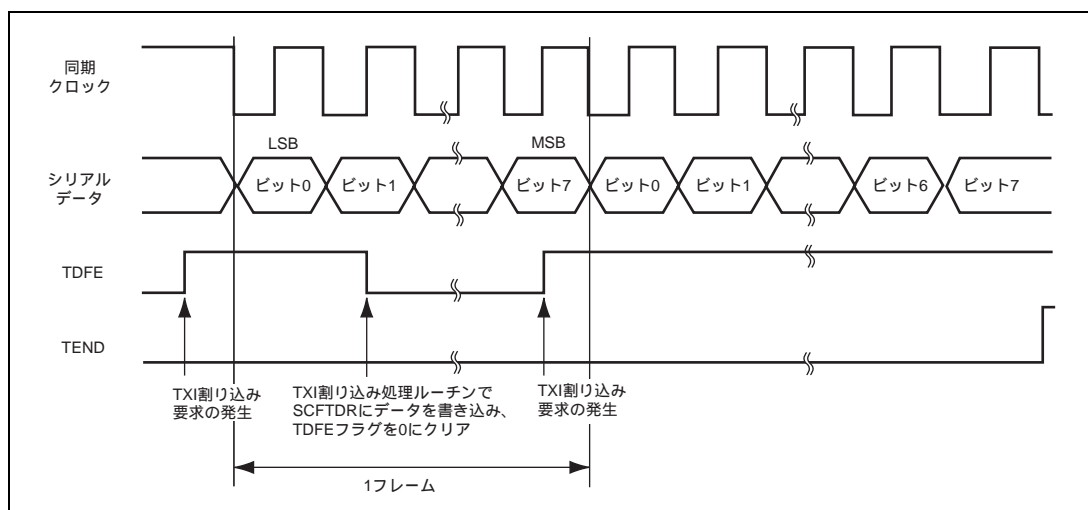 同期
クロック
LSB
MSB
シリアル
データ
ビット0
ビット1
ビット7
ビット0
ビット1
ビット6
ビット7
TDFE
TEND
TXI割り込み
要求の発生
TXI割り込み処理ルーチンで
SCFTDRにデータを書き込み、
TDFEフラグを0にクリア
TXI割り込み
要求の発生
1フレーム